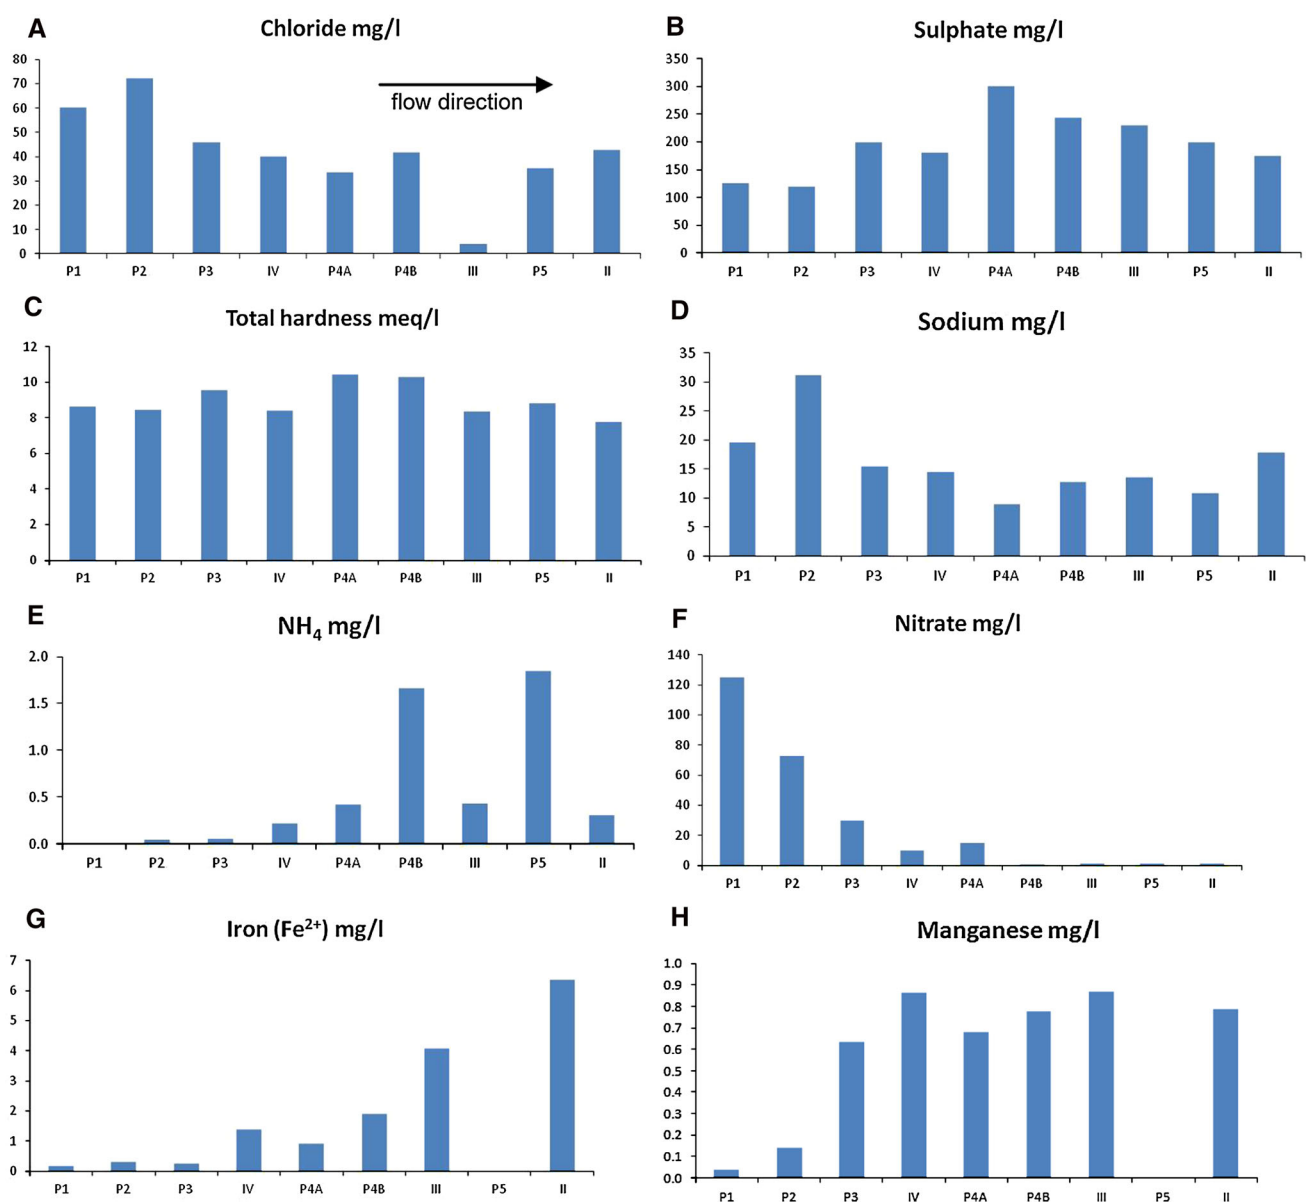 A
Chloride mg/l
80
70
60
50
40
30
20
10
0
flow direction
P1 P2 P3 IV P4A P4B III P5 II
B
Sulphate mg/l
350
300
250
200
150
100
50
0
P1 P2 P3 IV P4A P4B III P5 II
C
Total hardness meq/l
12
10
8
6
4
2
0
P1 P2 P3 IV P4A P4B III P5 II
D
Sodium mg/l
35
30
25
20
15
10
5
0
P1 P2 P3 IV P4A P4B III P5 II
E
NH4 mg/l
2.0
1.5
1.0
0.5
0.0
P1 P2 P3 IV P4A P4B III P5 II
F
Nitrate mg/l
140
120
100
80
60
40
20
0
P1 P2 P3 IV P4A P4B III P5 II
G
Iron (Fe2+) mg/l
7
6
5
4
3
2
1
0
P1 P2 P3 IV P4A P4B III P5 II
H
Manganese mg/l
1.0
0.9
0.8
0.7
0.6
0.5
0.4
0.3
0.2
0.1
0.0
P1 P2 P3 IV P4A P4B III P5 II